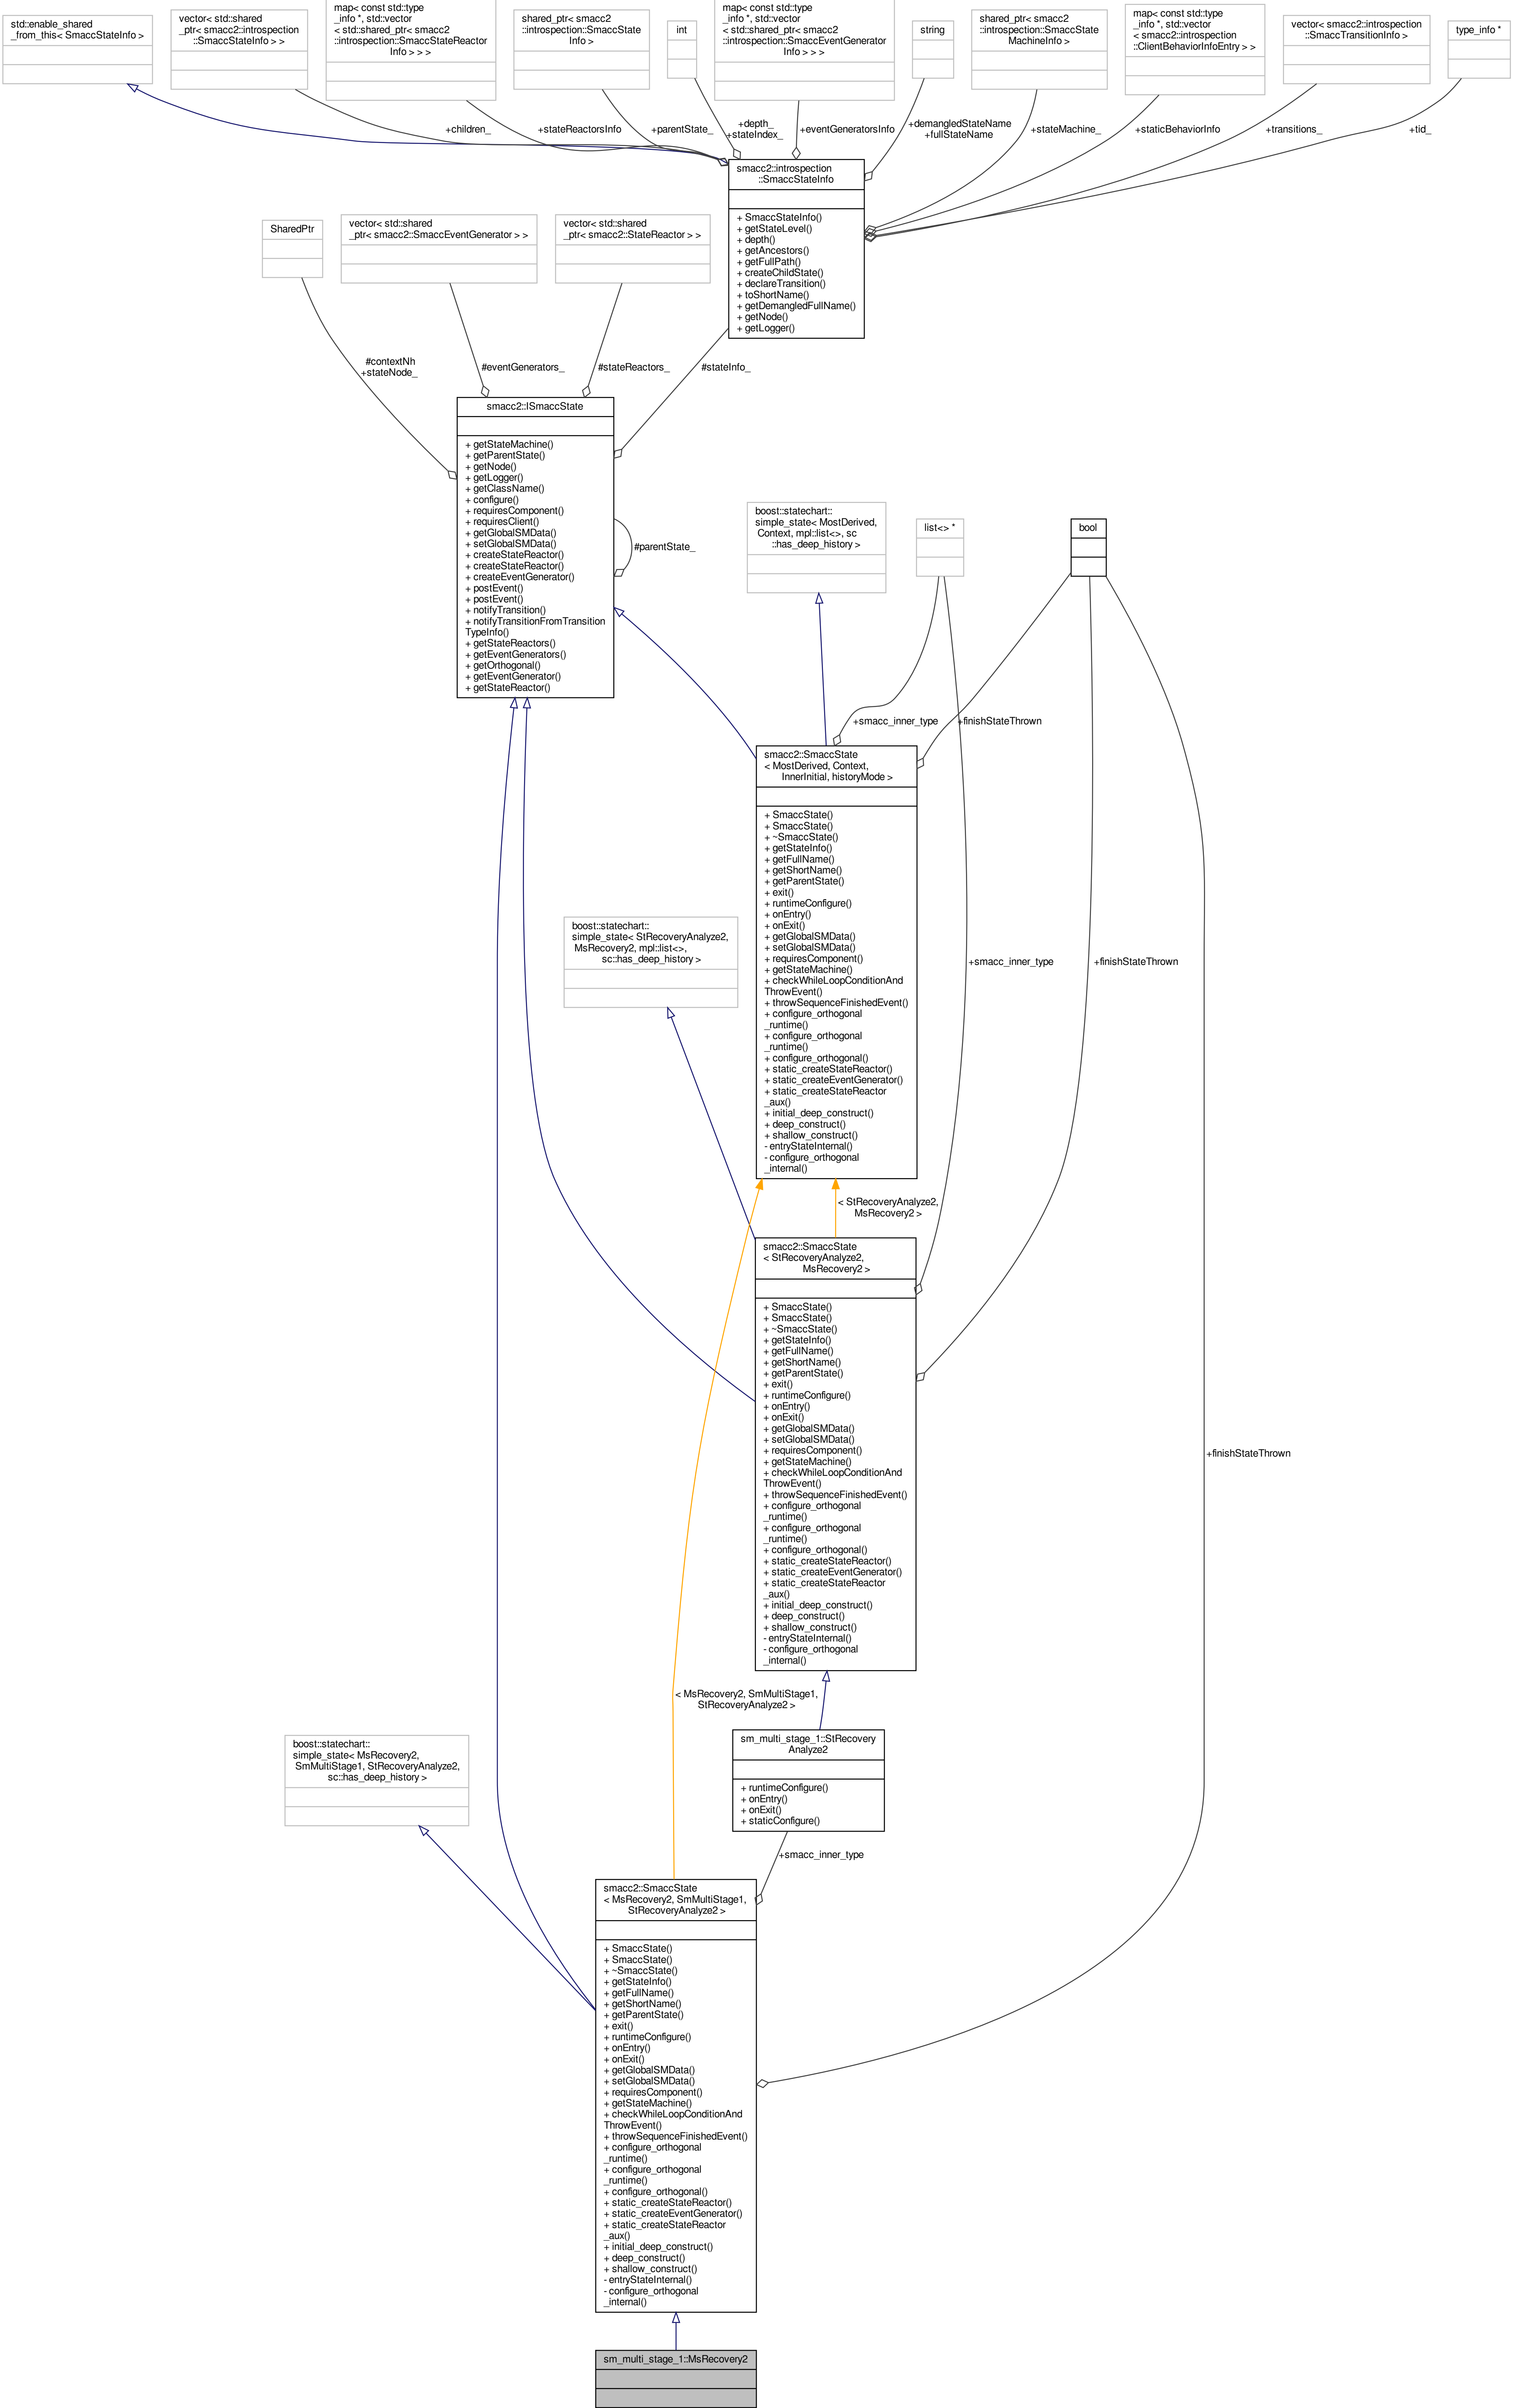 std::enable_shared
_from_this< SmaccStateInfo >
vector< std::shared
_ptr< smacc2::introspection
::SmaccStateInfo > >
map< const std::type
_info *, std::vector
< std::shared_ptr< smacc2
::introspection::SmaccStateReactor
Info > > >
shared_ptr< smacc2
::introspection::SmaccState
Info >
int
map< const std::type
_info *, std::vector
< std::shared_ptr< smacc2
::introspection::SmaccEventGenerator
Info > > >
string
shared_ptr< smacc2
::introspection::SmaccState
MachineInfo >
map< const std::type
_info *, std::vector
< smacc2::introspection
::ClientBehaviorInfoEntry > >
vector< smacc2::introspection
::SmaccTransitionInfo >
type_info *
+children_
+stateReactorsInfo
+parentState_
+depth_
+stateIndex_
+eventGeneratorsInfo
+demangledStateName
+fullStateName
+stateMachine_
+staticBehaviorInfo
+transitions_
+tid_
smacc2::introspection
::SmaccStateInfo
+ SmaccStateInfo()
+ getStateLevel()
+ depth()
+ getAncestors()
+ getFullPath()
+ createChildState()
+ declareTransition()
+ toShortName()
+ getDemangledFullName()
+ getNode()
+ getLogger()
SharedPtr
vector< std::shared
_ptr< smacc2::SmaccEventGenerator > >
vector< std::shared
_ptr< smacc2::StateReactor > >
#contextNh
+stateNode_
#eventGenerators_
#stateReactors_
#stateInfo_
smacc2::ISmaccState
+ getStateMachine()
+ getParentState()
+ getNode()
+ getLogger()
+ getClassName()
+ configure()
+ requiresComponent()
+ requiresClient()
+ getGlobalSMData()
+ setGlobalSMData()
+ createStateReactor()
+ createStateReactor()
+ createEventGenerator()
+ postEvent()
+ postEvent()
+ notifyTransition()
+ notifyTransitionFromTransition
TypeInfo()
+ getStateReactors()
+ getEventGenerators()
+ getOrthogonal()
+ getEventGenerator()
+ getStateReactor()
#parentState_
boost::statechart::
simple_state< MostDerived,
Context, mpl::list<>, sc
::has_deep_history >
list<> *
bool
+smacc_inner_type
+finishStateThrown
smacc2::SmaccState
< MostDerived, Context,
InnerInitial, historyMode >
+ SmaccState()
+ SmaccState()
+ ~SmaccState()
+ getStateInfo()
+ getFullName()
+ getShortName()
+ getParentState()
+ exit()
+ runtimeConfigure()
+ onEntry()
+ onExit()
+ getGlobalSMData()
+ setGlobalSMData()
+ requiresComponent()
+ getStateMachine()
+ checkWhileLoopConditionAnd
ThrowEvent()
+ throwSequenceFinishedEvent()
+ configure_orthogonal
_runtime()
+ configure_orthogonal
_runtime()
+ configure_orthogonal()
+ static_createStateReactor()
+ static_createEventGenerator()
+ static_createStateReactor
_aux()
+ initial_deep_construct()
+ deep_construct()
+ shallow_construct()
- entryStateInternal()
- configure_orthogonal
_internal()
boost::statechart::
simple_state< StRecoveryAnalyze2,
MsRecovery2, mpl::list<>,
sc::has_deep_history >
+smacc_inner_type
+finishStateThrown
< StRecoveryAnalyze2,
MsRecovery2 >
smacc2::SmaccState
< StRecoveryAnalyze2,
MsRecovery2 >
+ SmaccState()
+ SmaccState()
+ ~SmaccState()
+ getStateInfo()
+ getFullName()
+ getShortName()
+ getParentState()
+ exit()
+ runtimeConfigure()
+ onEntry()
+ onExit()
+ getGlobalSMData()
+ setGlobalSMData()
+ requiresComponent()
+ getStateMachine()
+ checkWhileLoopConditionAnd
ThrowEvent()
+ throwSequenceFinishedEvent()
+ configure_orthogonal
_runtime()
+ configure_orthogonal
_runtime()
+ configure_orthogonal()
+ static_createStateReactor()
+ static_createEventGenerator()
+ static_createStateReactor
_aux()
+ initial_deep_construct()
+ deep_construct()
+ shallow_construct()
- entryStateInternal()
- configure_orthogonal
_internal()
+finishStateThrown
< MsRecovery2, SmMultiStage1,
StRecoveryAnalyze2 >
boost::statechart::
simple_state< MsRecovery2,
SmMultiStage1, StRecoveryAnalyze2,
sc::has_deep_history >
sm_multi_stage_1::StRecovery
Analyze2
+ runtimeConfigure()
+ onEntry()
+ onExit()
+ staticConfigure()
+smacc_inner_type
smacc2::SmaccState
< MsRecovery2, SmMultiStage1,
StRecoveryAnalyze2 >
+ SmaccState()
+ SmaccState()
+ ~SmaccState()
+ getStateInfo()
+ getFullName()
+ getShortName()
+ getParentState()
+ exit()
+ runtimeConfigure()
+ onEntry()
+ onExit()
+ getGlobalSMData()
+ setGlobalSMData()
+ requiresComponent()
+ getStateMachine()
+ checkWhileLoopConditionAnd
ThrowEvent()
+ throwSequenceFinishedEvent()
+ configure_orthogonal
_runtime()
+ configure_orthogonal
_runtime()
+ configure_orthogonal()
+ static_createStateReactor()
+ static_createEventGenerator()
+ static_createStateReactor
_aux()
+ initial_deep_construct()
+ deep_construct()
+ shallow_construct()
- entryStateInternal()
- configure_orthogonal
_internal()
sm_multi_stage_1::MsRecovery2